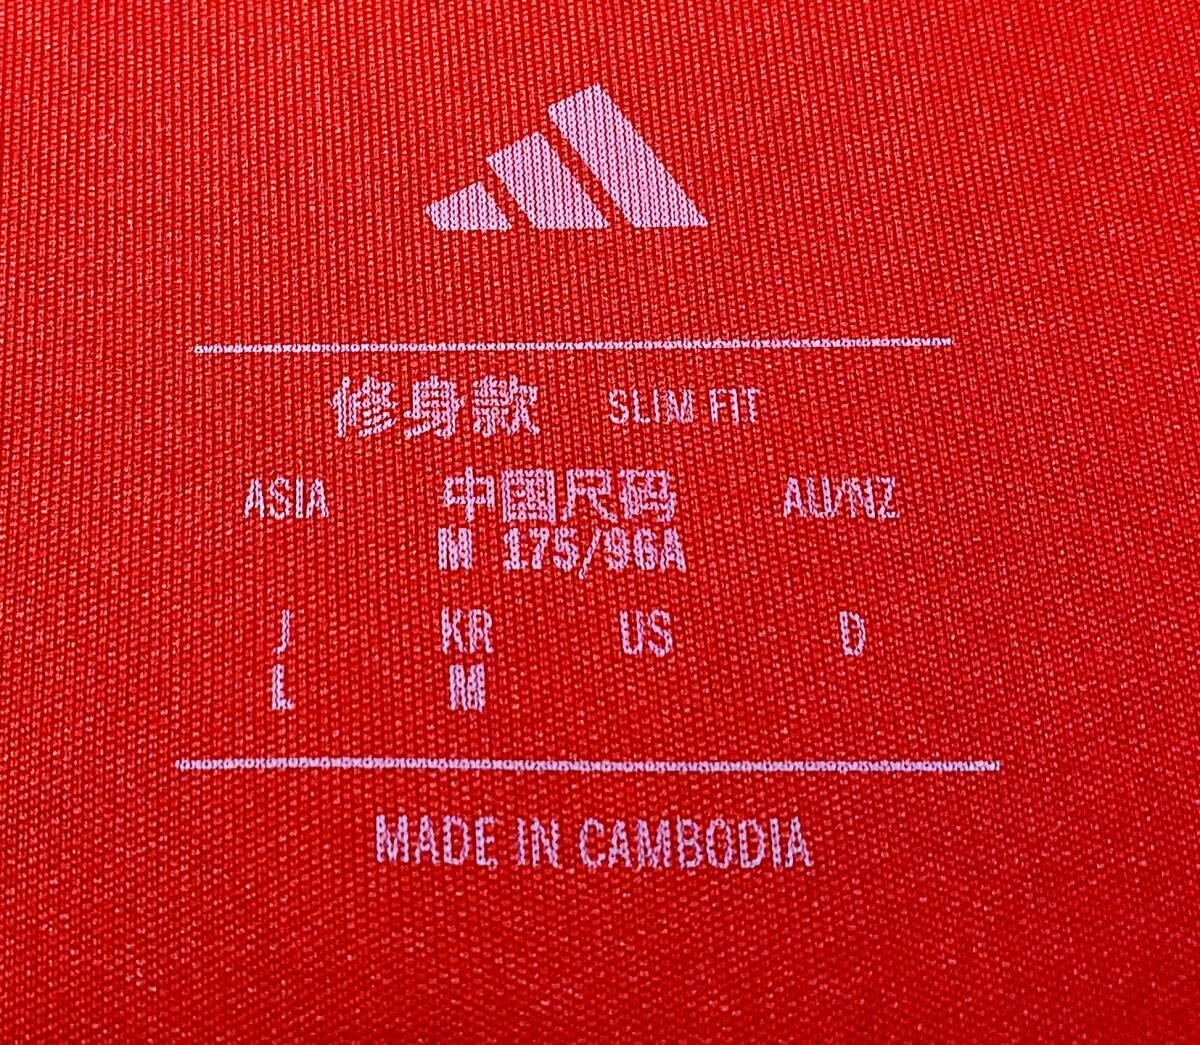 修身款 SLIM FIT
ASIA 中国尺码 AU/NZ
M 175/96A
J KR US D
L M
MADE IN CAMBODIA